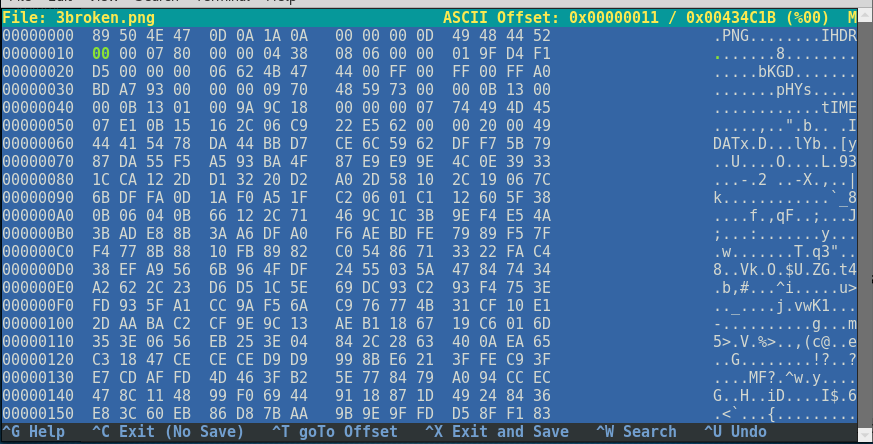 File: 3broken.png ASCII Offset: 0x00000011 / 0x00434C1B (%00) M
00000000 89 50 4E 47 0D 0A 1A 0A 00 00 00 0D 49 48 44 52 .PNG........IHDR
00000010 00 00 07 80 00 00 04 38 08 06 00 00 01 9F D4 F1 .......8........
00000020 D5 00 00 00 06 62 4B 47 44 00 FF 00 FF 00 FF A0 .....bKGD.......
00000030 BD A7 93 00 00 00 09 70 48 59 73 00 00 0B 13 00 .......pHYs.....
00000040 00 0B 13 01 00 9A 9C 18 00 00 00 07 74 49 4D 45 ............tIME
00000050 07 E1 0B 15 16 2C 06 C9 22 E5 62 00 00 20 00 49 .....,..".b.. .I
00000060 44 41 54 78 DA 44 BB D7 CE 6C 59 62 DF F7 5B 79 DATx.D...lYb..[y
00000070 87 DA 55 F5 A5 93 BA 4F 87 E9 E9 9E 4C 0E 39 33 ..U....O....L.93
00000080 1C CA 12 2D D1 32 20 D2 A0 2D 58 10 2C 19 06 7C ...-.2 ..-X.,..|
00000090 6B DF FA 0D 1A F0 A5 1F C2 06 01 C1 12 60 5F 38 k............`_8
000000A0 0B 06 04 0B 66 12 2C 71 46 9C 1C 3B 9E F4 E5 4A ....f.,qF..;...J
000000B0 3B AD E8 8B 3A A6 DF A0 F6 AE BD FE 79 89 F5 7F ;...:.......y...
000000C0 F4 77 8B 88 10 FB 89 82 C0 54 86 71 33 22 FA C4 .w.......T.q3"..
000000D0 38 EF A9 56 6B 96 4F DF 24 55 03 5A 47 84 74 34 8..Vk.O.$U.ZG.t4
000000E0 A2 62 2C 23 D6 D5 1C 5E 69 DC 93 C2 93 F4 75 3E .b,#...^i.....u>
000000F0 FD 93 5F A1 CC 9A F5 6A C9 76 77 4B 31 CF 10 E1 .._....j.vwK1...
00000100 2D AA BA C2 CF 9E 9C 13 AE B1 18 67 19 C6 01 6D -..........g...m
00000110 35 3E 06 56 EB 25 3E 04 84 2C 28 63 40 0A EA 65 5>.V.%>..,(c@..e
00000120 C3 18 47 CE CE CE D9 D9 99 8B E6 21 3F FE C9 3F ..G........!?..?
00000130 E7 CD AF FD 4D 46 3F B2 5E 77 84 79 A0 94 CC EC ....MF?.^w.y....
00000140 47 8C 11 48 99 F0 69 44 91 18 87 1D 49 24 84 36 G..H..iD....I$.6
00000150 E8 3C 60 EB 86 D8 7B AA 9B 9E 9F FD D5 8F F1 83 .<`...{.........
^G Help ^C Exit (No Save) ^T goTo Offset ^X Exit and Save ^W Search ^U Undo